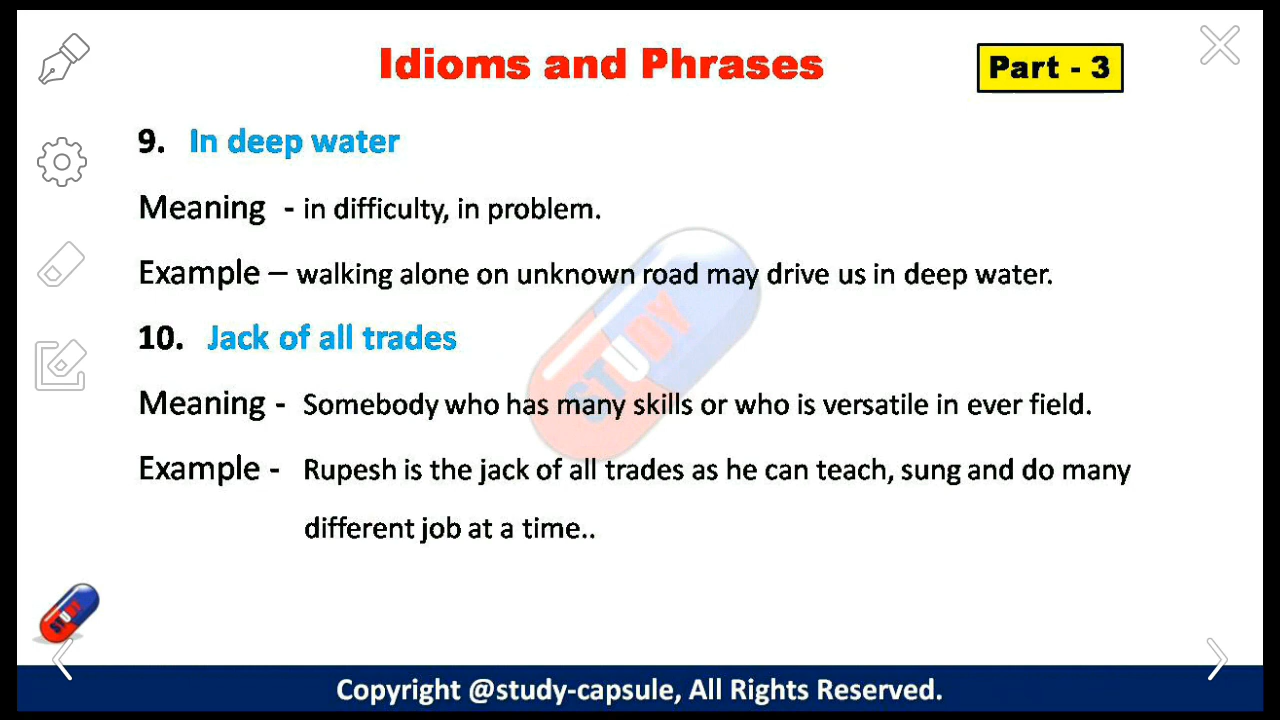 Idioms and Phrases
Part - 3
9. In deep water
Meaning - in difficulty, in problem.
Example – walking alone on unknown road may drive us in deep water.
10. Jack of all trades
Meaning - Somebody who has many skills or who is versatile in ever field.
Example - Rupesh is the jack of all trades as he can teach, sung and do many
different job at a time..
STUDY
STUDY
Copyright @study-capsule, All Rights Reserved.